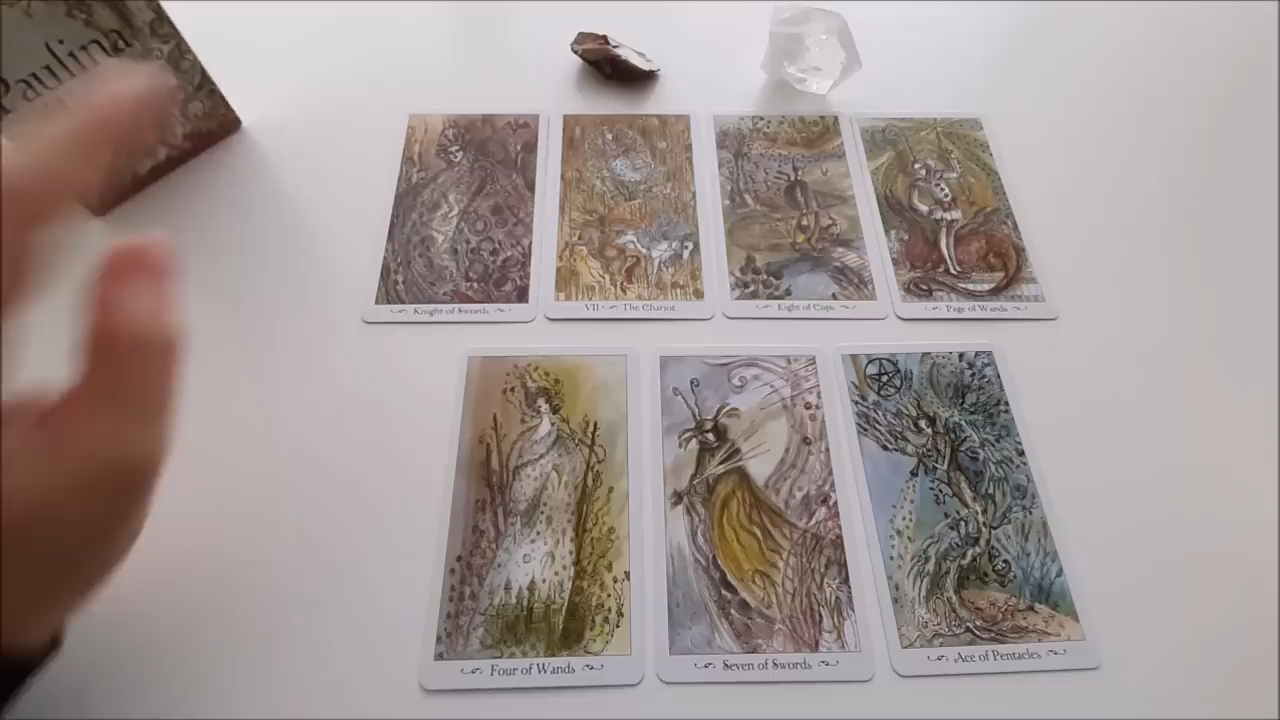 Paulina
Knight of Swords
VII The Chariot
Eight of Cups
Page of Wands
Four of Wands
Seven of Swords
Ace of Pentacles